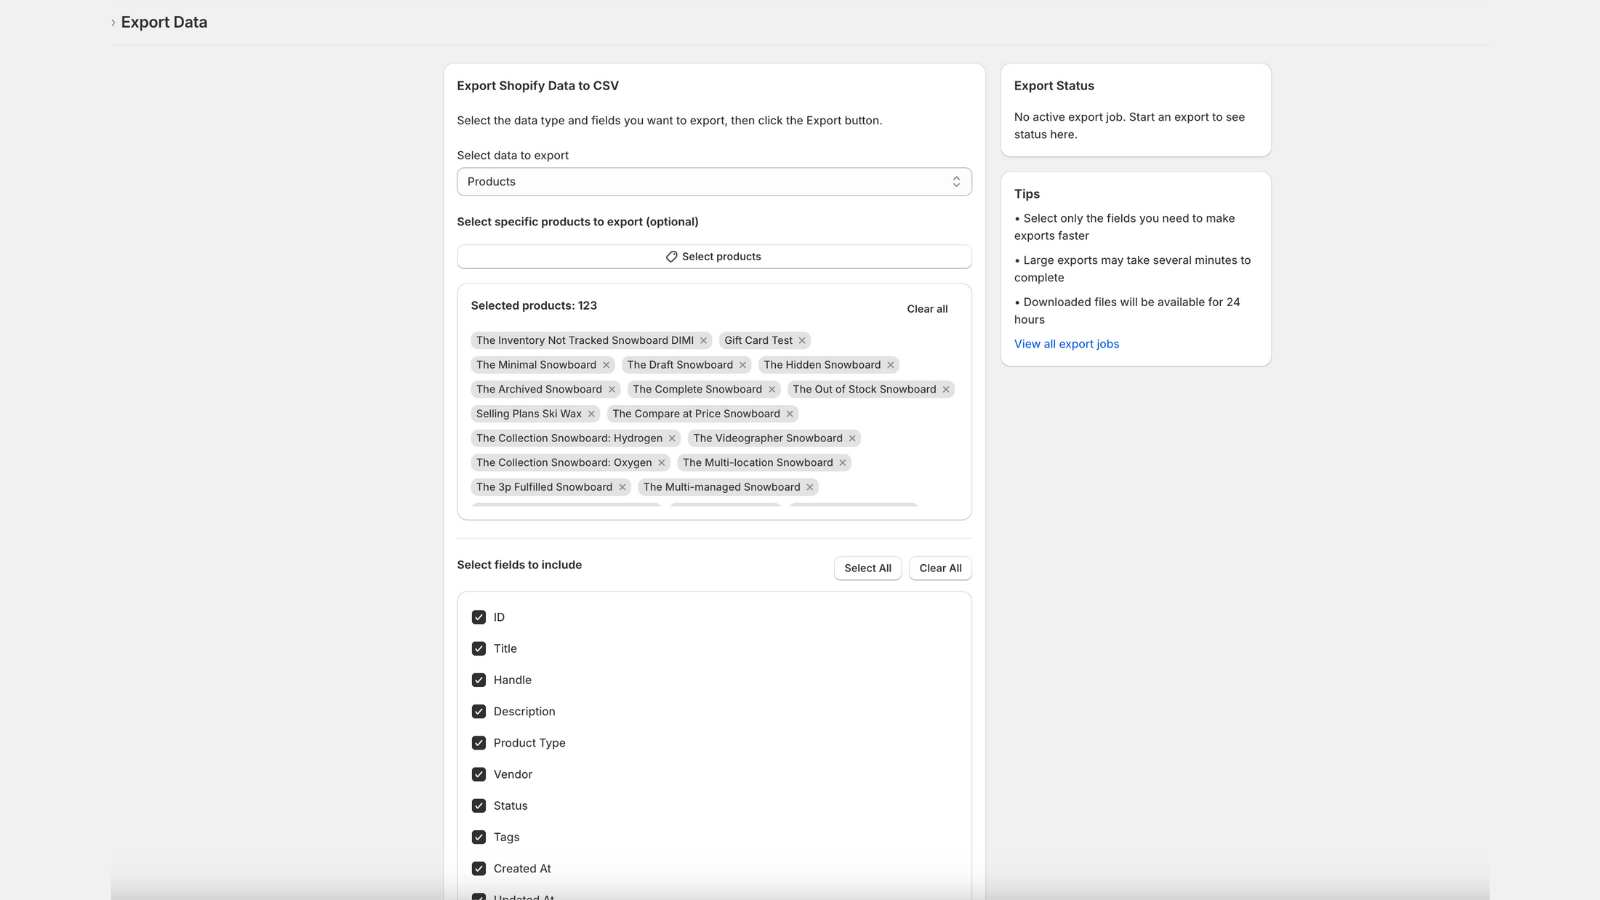 Export Data
Export Shopify Data to CSV
Select the data type and fields you want to export, then click the Export button.
Select data to export
Products
Select specific products to export (optional)
Select products
Selected products: 123
Clear all
The Inventory Not Tracked Snowboard DIMI
Gift Card Test
The Minimal Snowboard
The Draft Snowboard
The Hidden Snowboard
The Archived Snowboard
The Complete Snowboard
The Out of Stock Snowboard
Selling Plans Ski Wax
The Compare at Price Snowboard
The Collection Snowboard: Hydrogen
The Videographer Snowboard
The Collection Snowboard: Oxygen
The Multi-location Snowboard
The 3p Fulfilled Snowboard
The Multi-managed Snowboard
Select fields to include
Select All
Clear All
ID
Title
Handle
Description
Product Type
Vendor
Status
Tags
Created At
Updated At
Export Status
No active export job. Start an export to see
status here.
Tips
• Select only the fields you need to make
exports faster
• Large exports may take several minutes to
complete
• Downloaded files will be available for 24
hours
View all export jobs